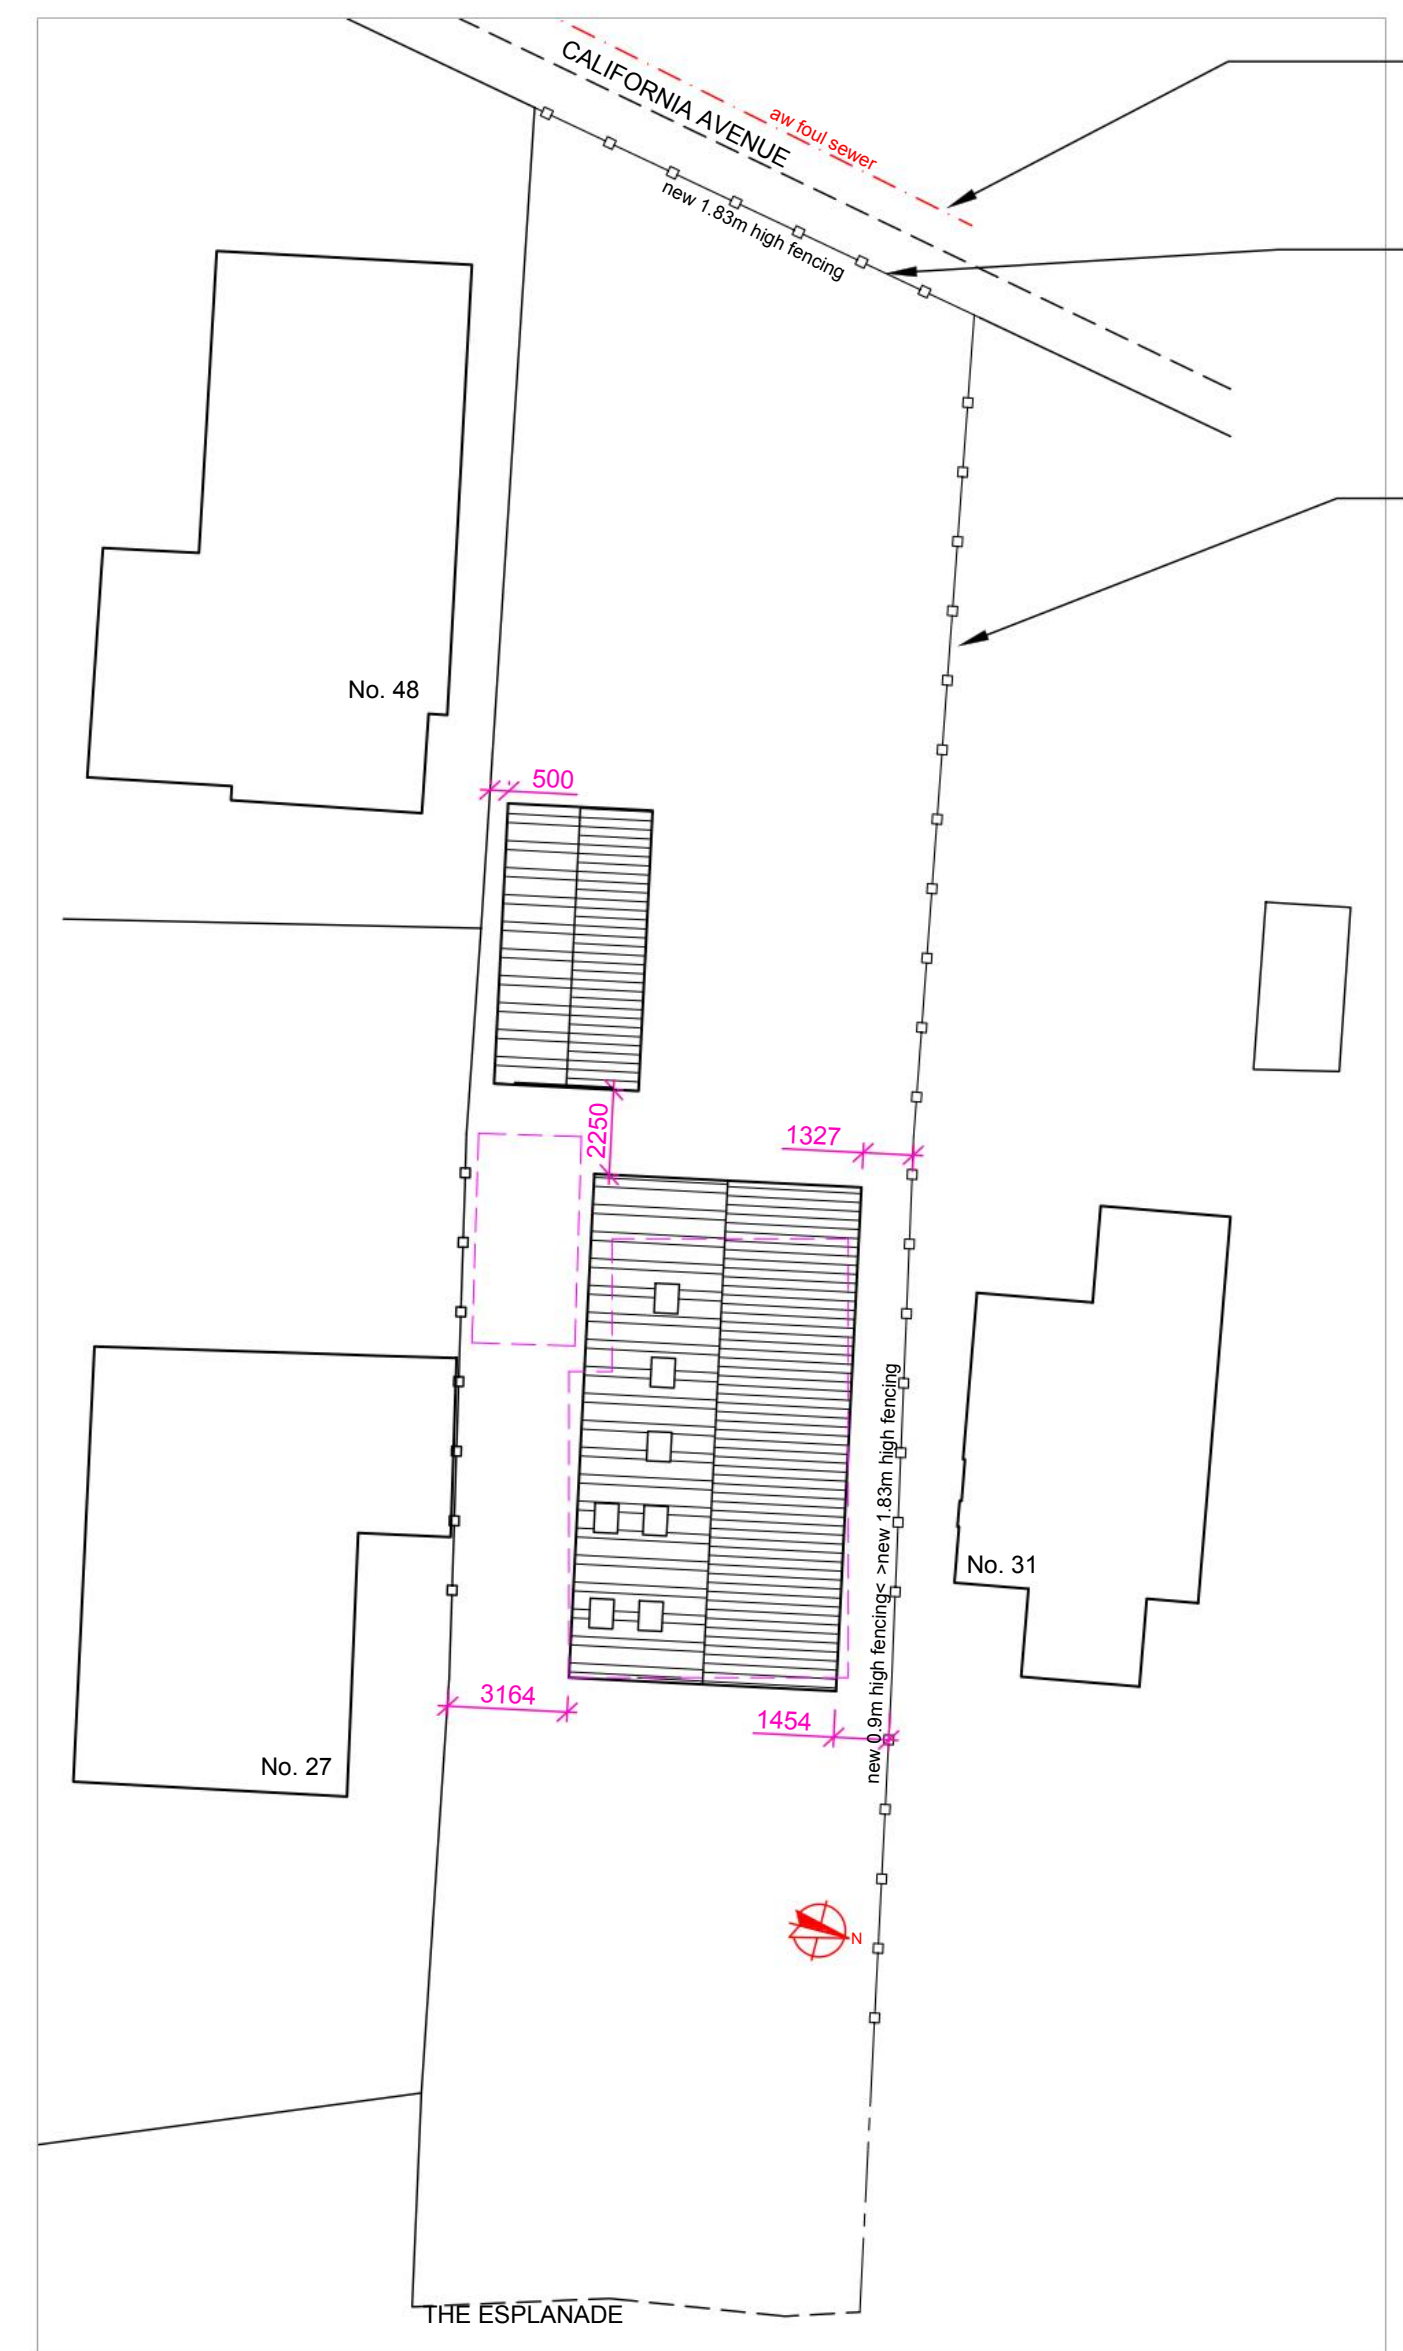 CALIFORNIA AVENUE
aw foul sewer
new 1.83m high fencing
No. 48
500
2250
1327
new 0.9m high fencing< >new 1.83m high fencing
No. 31
3164
1454
No. 27
N
THE ESPLANADE